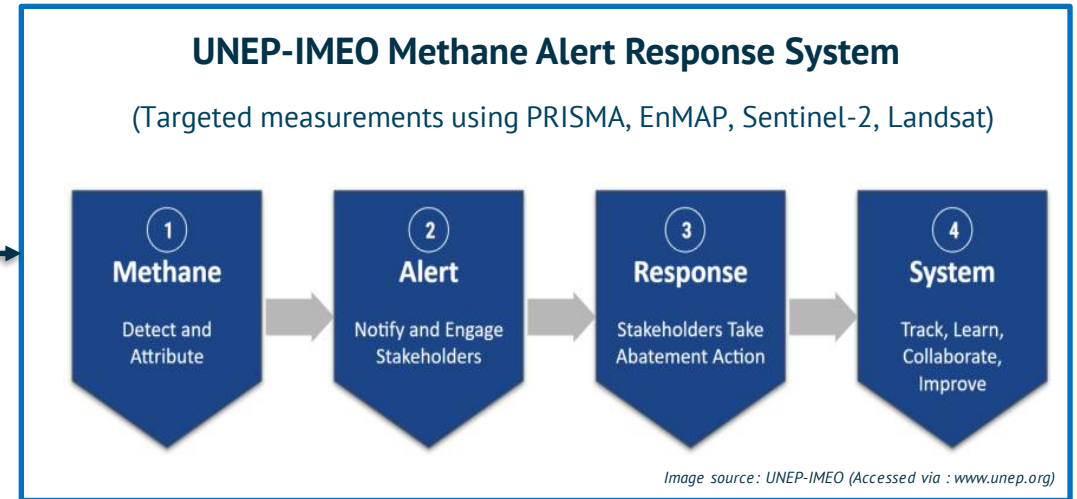 UNEP-IMEO Methane Alert Response System
(Targeted measurements using PRISMA, EnMAP, Sentinel-2, Landsat)
1
Methane
Detect and
Attribute
2
Alert
Notify and Engage
Stakeholders
3
Response
Stakeholders Take
Abatement Action
4
System
Track, Learn,
Collaborate,
Improve
Image source: UNEP-IMEO (Accessed via : www.unep.org)